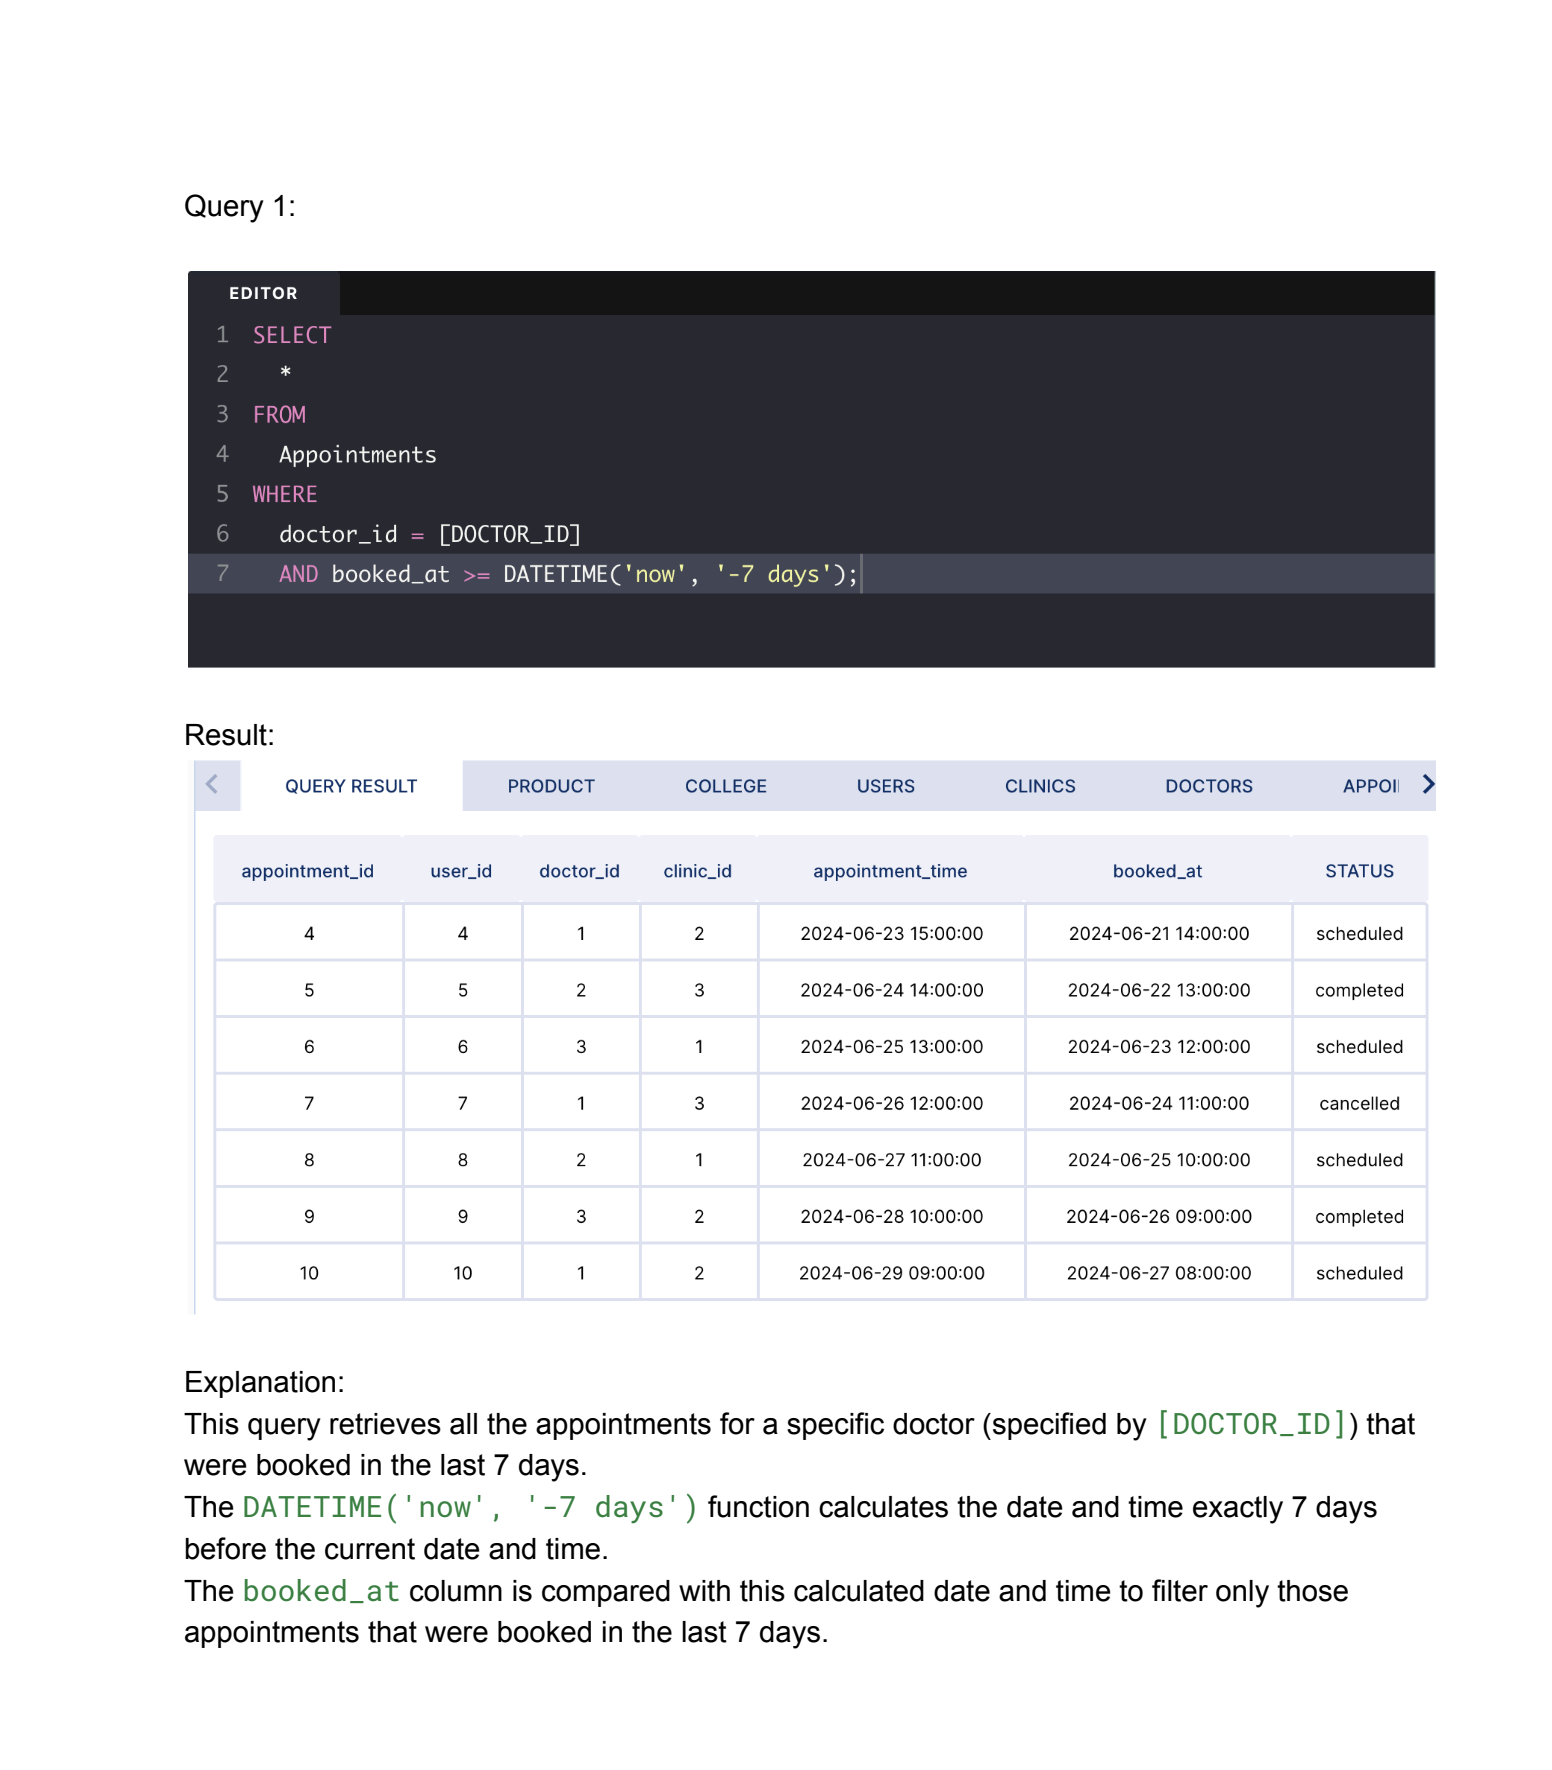 Query 1:
EDITOR
1 SELECT
2 *
3 FROM
4 Appointments
5 WHERE
6 doctor_id = [DOCTOR_ID]
7 AND booked_at >= DATETIME('now', '-7 days');
Result:
QUERY RESULT PRODUCT COLLEGE USERS CLINICS DOCTORS APPOI
appointment_id user_id doctor_id clinic_id appointment_time booked_at STATUS
4 4 1 2 2024-06-23 15:00:00 2024-06-21 14:00:00 scheduled
5 5 2 3 2024-06-24 14:00:00 2024-06-22 13:00:00 completed
6 6 3 1 2024-06-25 13:00:00 2024-06-23 12:00:00 scheduled
7 7 1 3 2024-06-26 12:00:00 2024-06-24 11:00:00 cancelled
8 8 2 1 2024-06-27 11:00:00 2024-06-25 10:00:00 scheduled
9 9 3 2 2024-06-28 10:00:00 2024-06-26 09:00:00 completed
10 10 1 2 2024-06-29 09:00:00 2024-06-27 08:00:00 scheduled
Explanation:
This query retrieves all the appointments for a specific doctor (specified by [DOCTOR_ID]) that
were booked in the last 7 days.
The DATETIME('now', '-7 days') function calculates the date and time exactly 7 days
before the current date and time.
The booked_at column is compared with this calculated date and time to filter only those
appointments that were booked in the last 7 days.